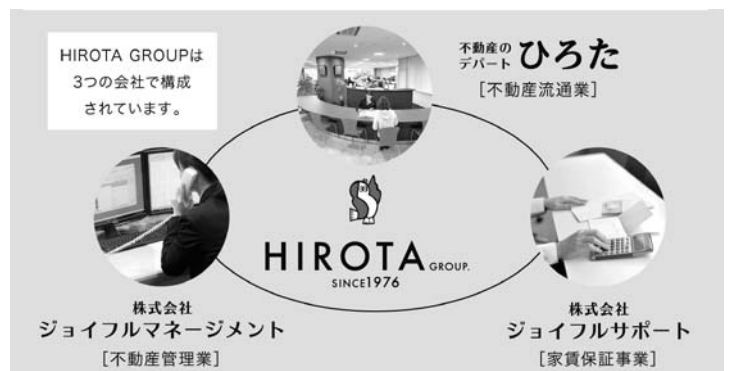 HIROTA GROUPは
3つの会社で構成
されています。
不動産の
デパート ひろた
[不動産流通業]
HIROTA GROUP.
SINCE1976
株式会社
ジョイフルマネージメント
[不動産管理業]
株式会社
ジョイフルサポート
[家賃保証事業]